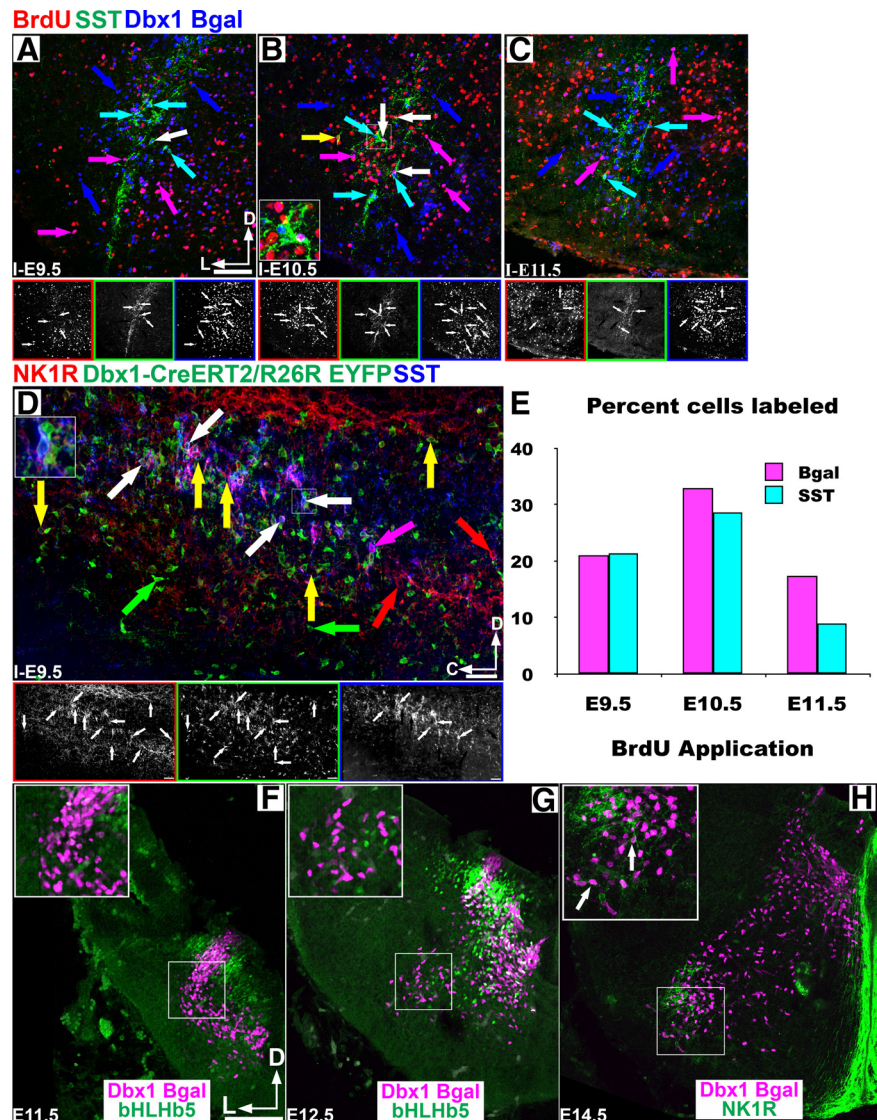 BrdU SST Dbx1 Bgal
A
B
C
D
L
I-E9.5
I-E10.5
I-E11.5
NK1R Dbx1-CreERT2/R26R EYFP SST
D
D
C
I-E9.5
E
Percent cells labeled
40
30
20
10
0
Bgal
SST
E9.5 E10.5 E11.5
BrdU Application
F
G
H
D
L
E11.5
Dbx1 Bgal
bHLHb5
E12.5
Dbx1 Bgal
bHLHb5
E14.5
Dbx1 Bgal
NK1R